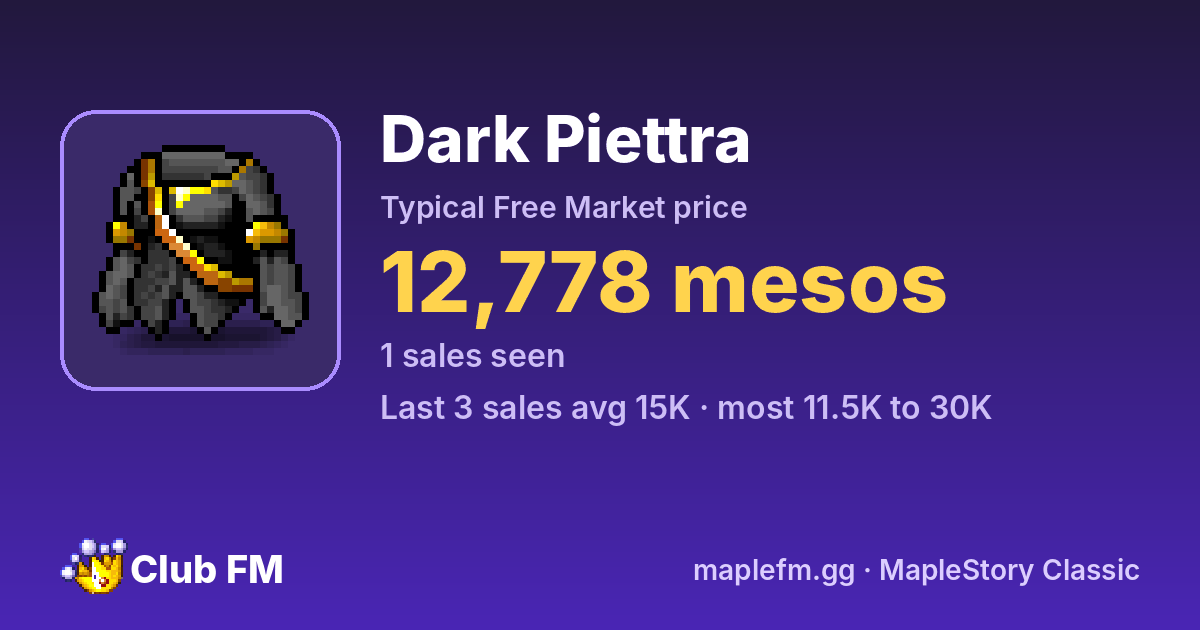 Dark Piettra
Typical Free Market price
12,778 mesos
1 sales seen
Last 3 sales avg 15K · most 11.5K to 30K
Club FM
maplefm.gg · MapleStory Classic